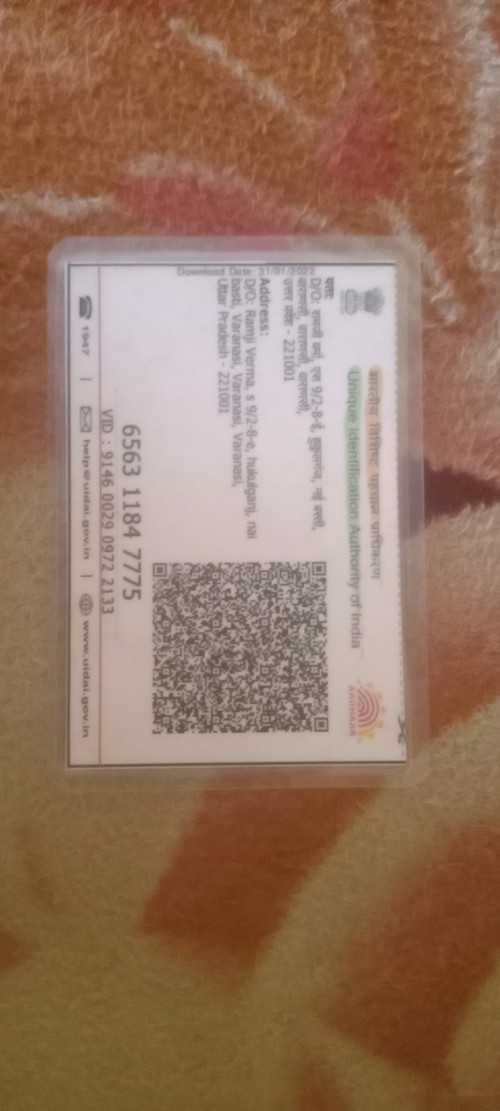 भारतीय विशिष्ट पहचान प्राधिकरण
Unique Identification Authority of India
AADHAAR
Download Date: 31/01/2022
पता:
D/O: रामजी वर्मा, एस 9/2-8-ई, हुकुलगंज, नई बस्ती,
वाराणसी, वाराणसी, वाराणसी,
उत्तर प्रदेश - 221001
Address:
D/O: Ramji Verma, s 9/2-8-e, hukulganj, nai
basti, Varanasi, Varanasi, Varanasi,
Uttar Pradesh - 221001
6563 1184 7775
VID : 9146 0029 0972 2133
1947 | help@uidai.gov.in | www.uidai.gov.in